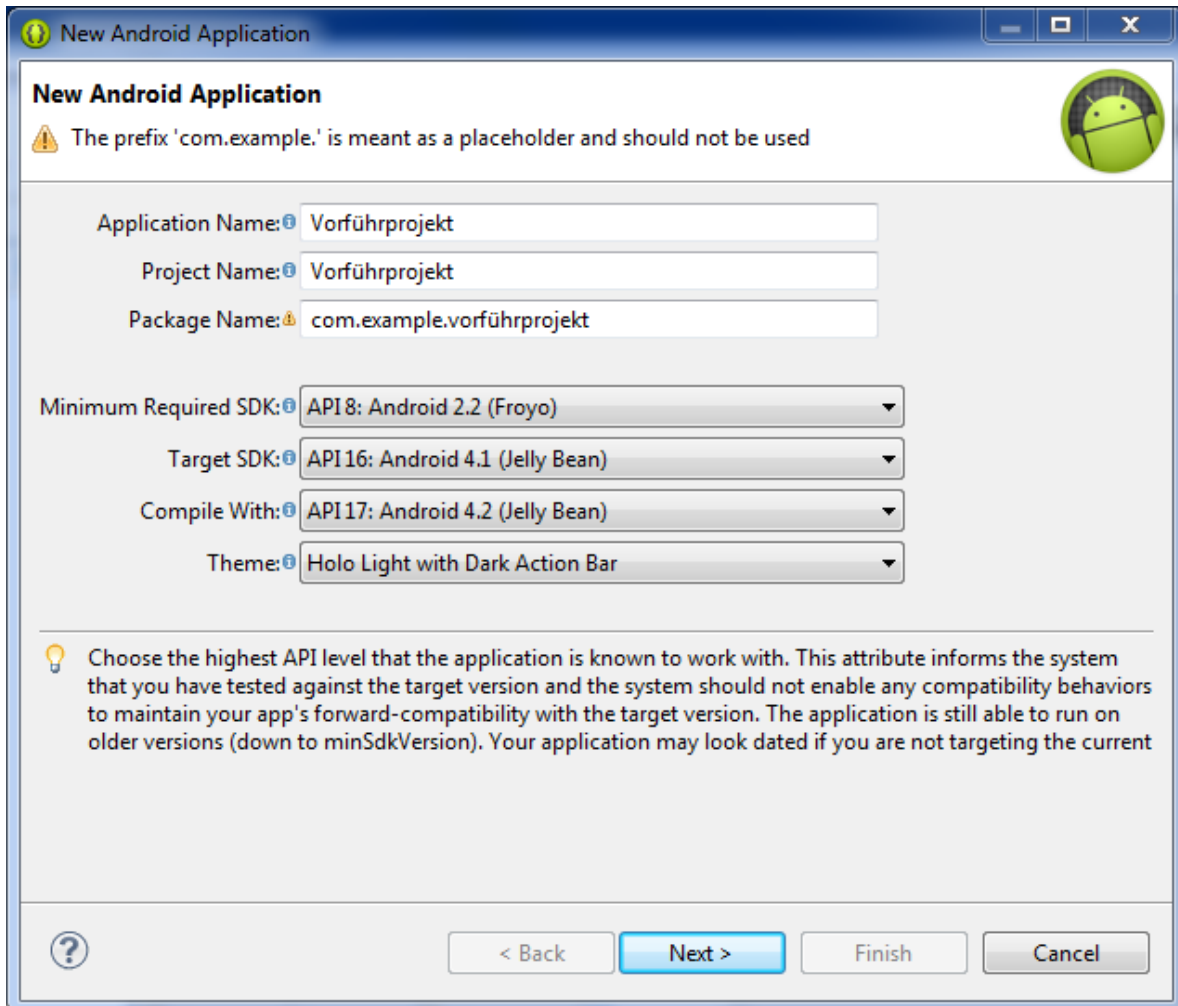 New Android Application
New Android Application
The prefix 'com.example.' is meant as a placeholder and should not be used
Application Name: Vorführprojekt
Project Name: Vorführprojekt
Package Name: com.example.vorführprojekt
Minimum Required SDK: API 8: Android 2.2 (Froyo)
Target SDK: API 16: Android 4.1 (Jelly Bean)
Compile With: API 17: Android 4.2 (Jelly Bean)
Theme: Holo Light with Dark Action Bar
Choose the highest API level that the application is known to work with. This attribute informs the system
that you have tested against the target version and the system should not enable any compatibility behaviors
to maintain your app's forward-compatibility with the target version. The application is still able to run on
older versions (down to minSdkVersion). Your application may look dated if you are not targeting the current
? < Back Next > Finish Cancel